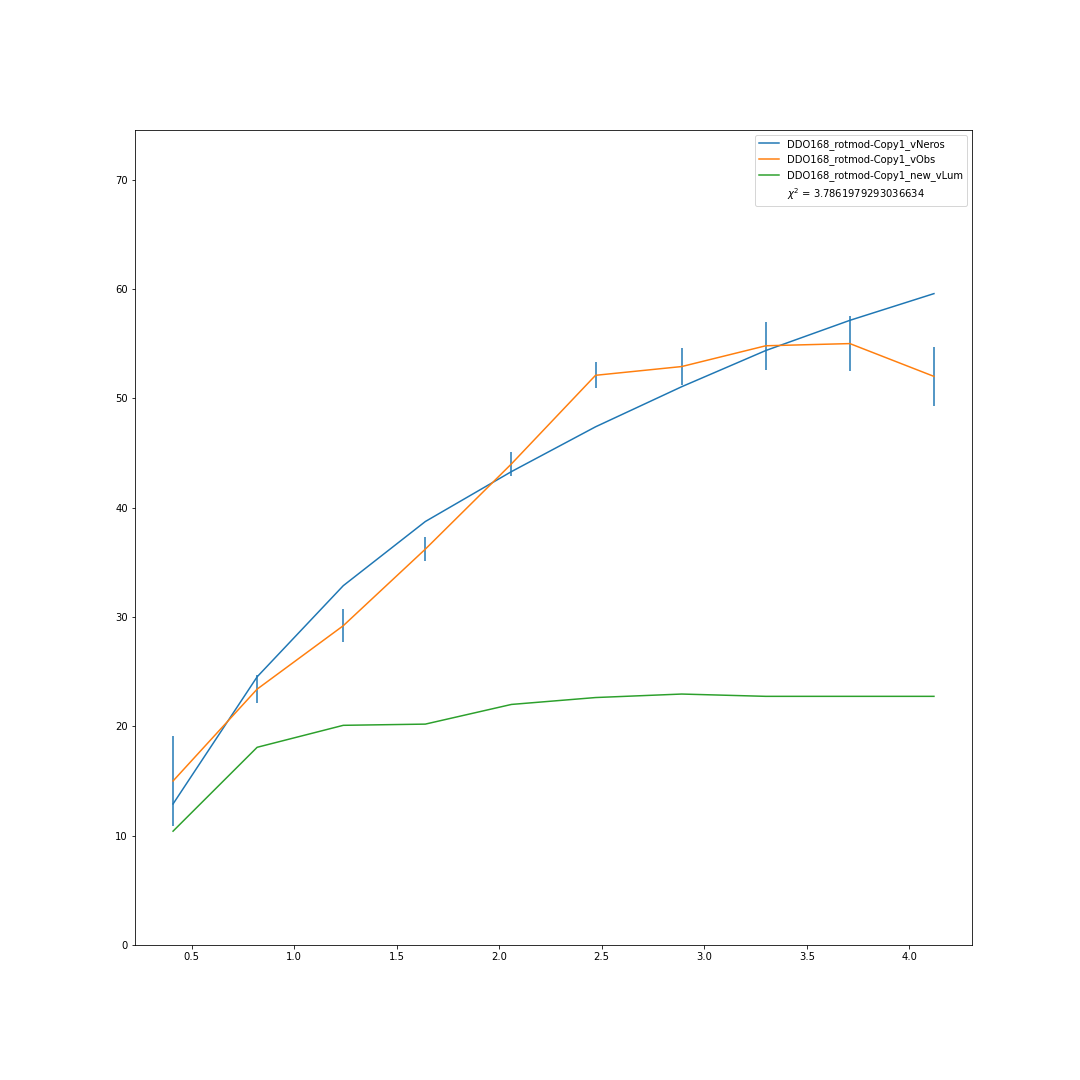 DDO168_rotmod-Copy1_vNeros
DDO168_rotmod-Copy1_vObs
DDO168_rotmod-Copy1_new_vLum
χ² = 3.7861979293036634
70
60
50
40
30
20
10
0
0.5 1.0 1.5 2.0 2.5 3.0 3.5 4.0